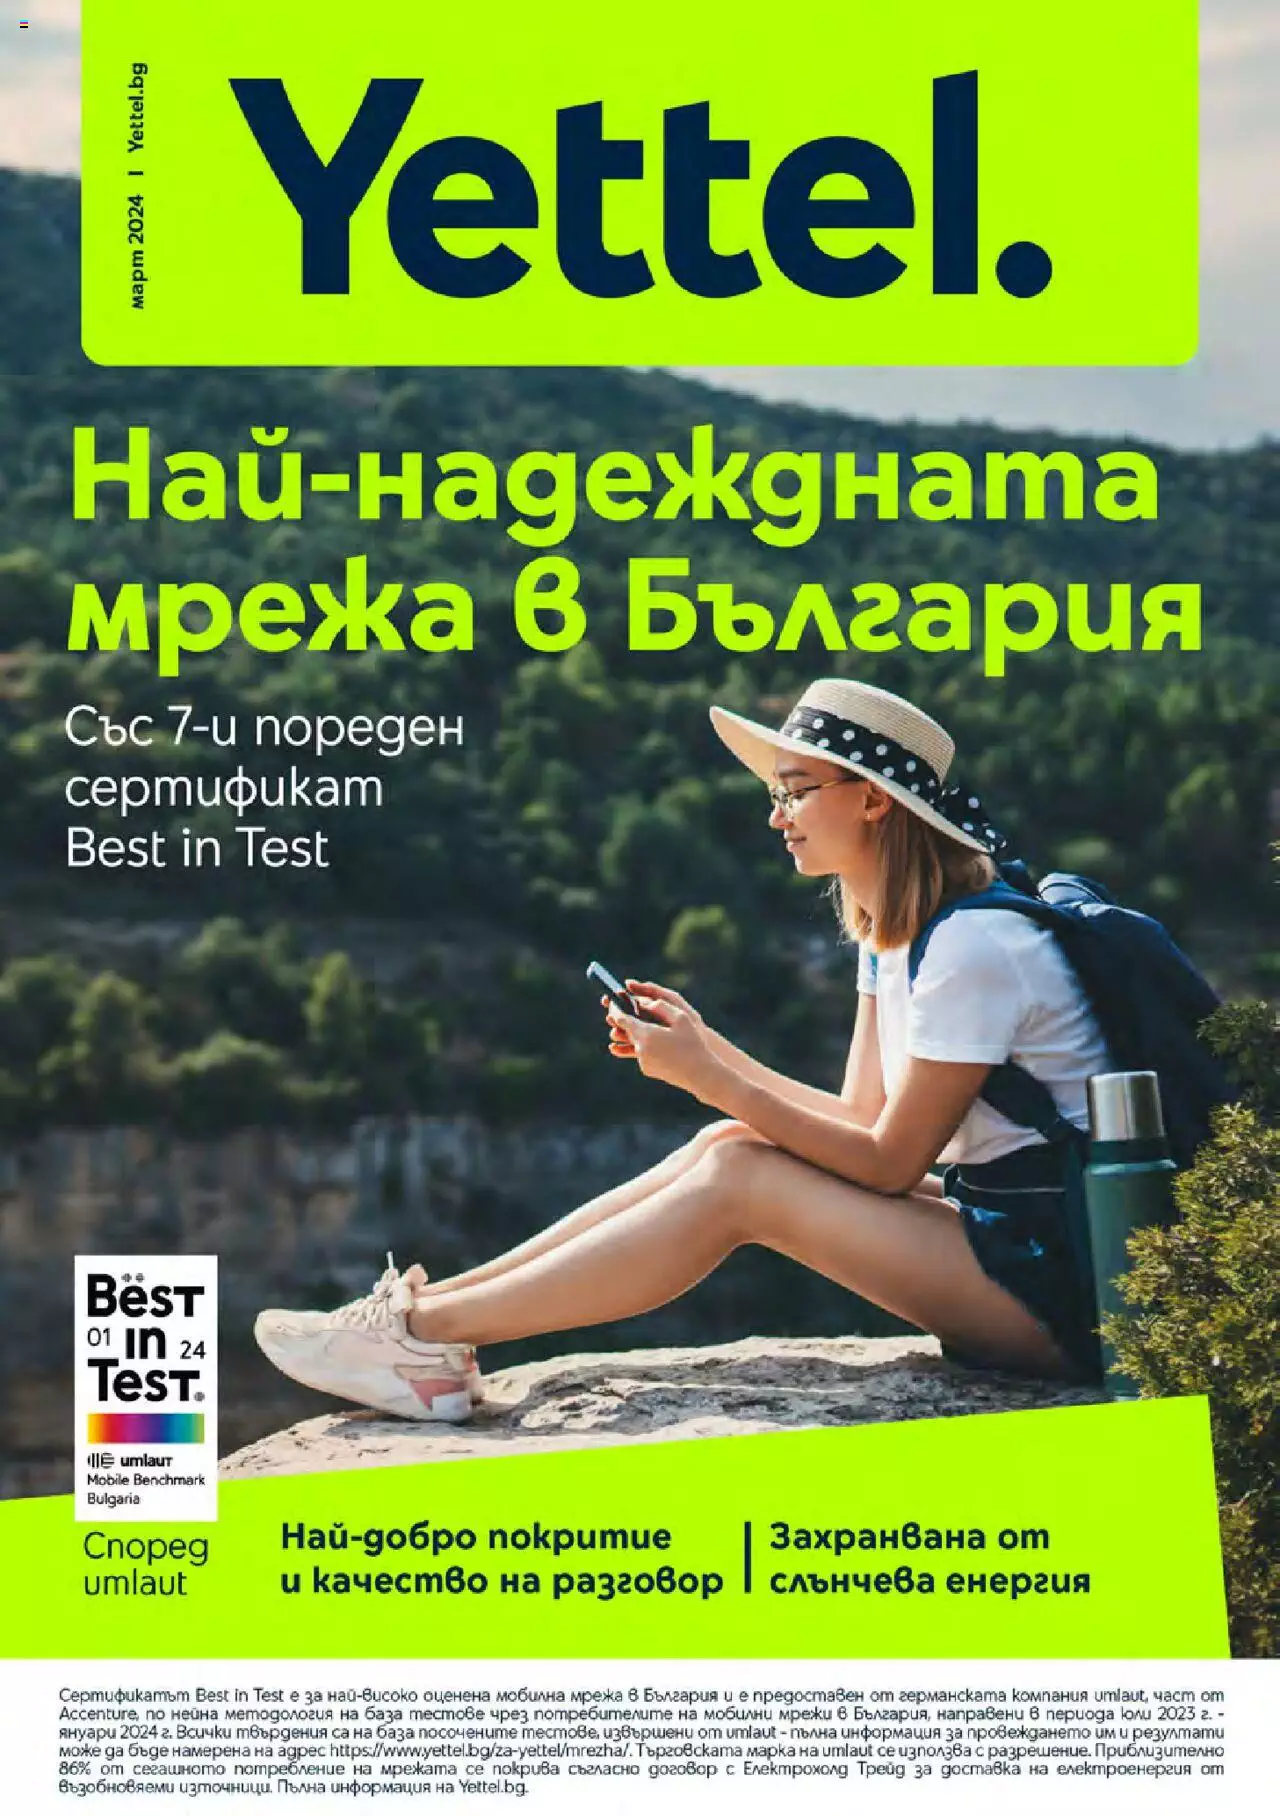 март 2024 | Yettel.bg
Yettel.
Най-надеждната
мрежа в България
Със 7-и пореден
сертификат
Best in Test
BEST
01 in 24
TEST.
umlaut
Mobile Benchmark
Bulgaria
Според
umlaut
Най-добро покритие
и качество на разговор
Захранвана от
слънчева енергия
Сертификатът Best in Test е за най-високо оценена мобилна мрежа в България и е предоставен от германската компания umlaut, част от
Accenture, по нейна методология на база тестове чрез потребителите на мобилни мрежи в България, направени в периода юли 2023 г. -
януари 2024 г. Всички твърдения са на база посочените тестове, извършени от umlaut - пълна информация за провеждането им и резултати
може да бъде намерена на адрес https://www.yettel.bg/za-yettel/mrezha/. Търговската марка на umlaut се използва с разрешение. Приблизително
86% от сегашното потребление на мрежата се покрива съгласно договор с Електрохолд Трейд за доставка на електроенергия от
възобновяеми източници. Пълна информация на Yettel.bg.